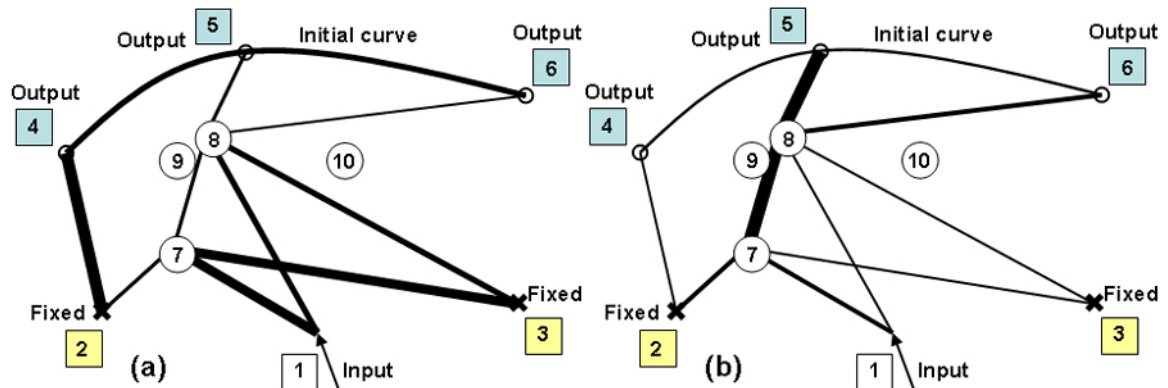 5
Output
Initial curve
Output
6
Output
4
8
9
10
7
Fixed
2
Fixed
3
(a)
1
Input
5
Output
Initial curve
Output
6
Output
4
8
9
10
7
Fixed
2
Fixed
3
(b)
1
Input